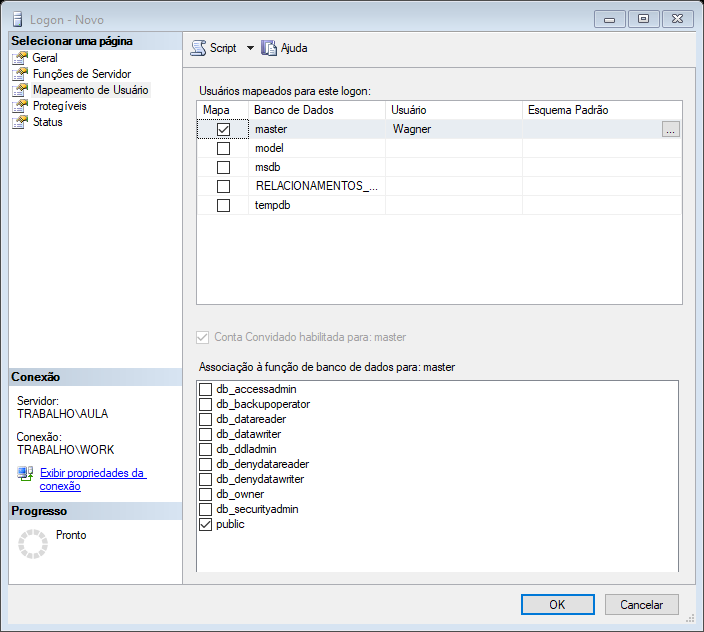 Logon - Novo
Selecionar uma página
Geral
Funções de Servidor
Mapeamento de Usuário
Protegíveis
Status
Script
Ajuda
Usuários mapeados para este logon:
Mapa Banco de Dados Usuário Esquema Padrão
master Wagner ...
model
msdb
RELACIONAMENTOS_...
tempdb
Conta Convidado habilitada para: master
Associação à função de banco de dados para: master
db_accessadmin
db_backupoperator
db_datareader
db_datawriter
db_ddladmin
db_denydatareader
db_denydatawriter
db_owner
db_securityadmin
public
Conexão
Servidor:
TRABALHO\AULA
Conexão:
TRABALHO\WORK
Exibir propriedades da
conexão
Progresso
Pronto
OK Cancelar